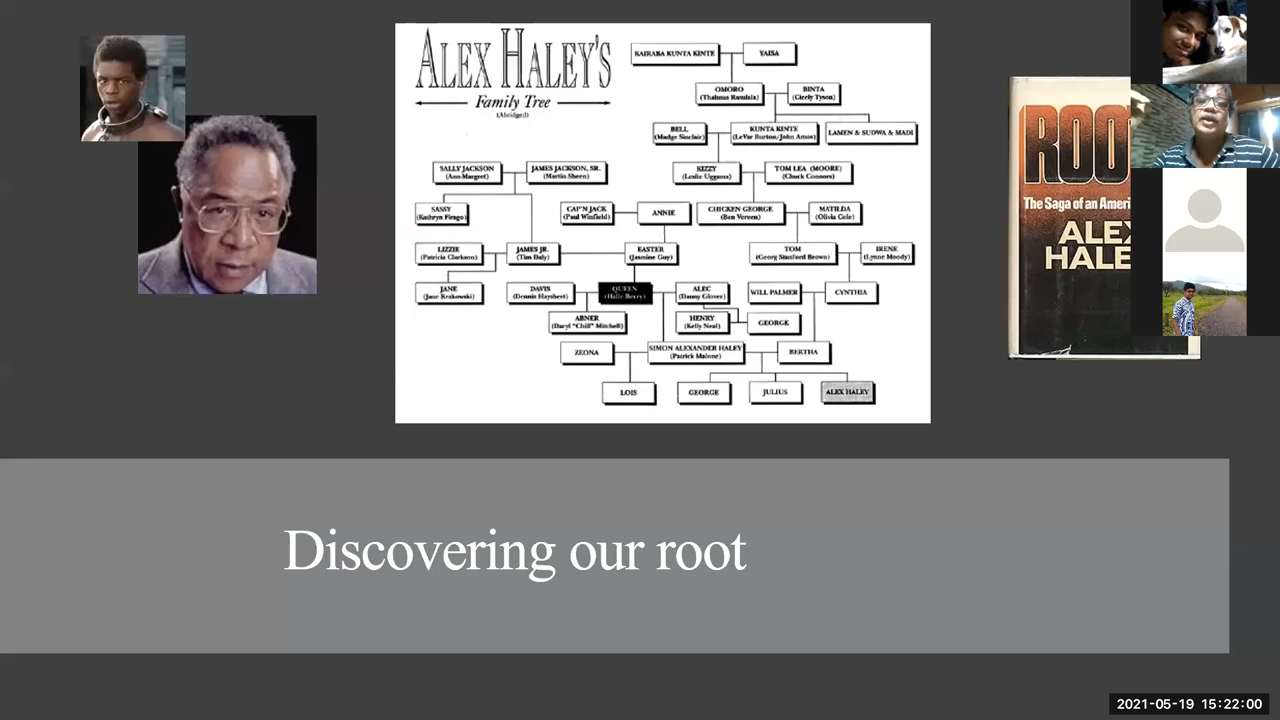 ALEX HALEY'S
Family Tree
(Abridged)
KAIRABA KUNTA KINTE
YAISA
OMORO
(Thalmus Rasulala)
BINTA
(Cicely Tyson)
BELL
(Madge Sinclair)
KUNTA KINTE
(LeVar Burton/John Amos)
LAMEN & SUDWA & MADI
SALLY JACKSON
(Ann-Margret)
JAMES JACKSON, SR.
(Martin Sheen)
KIZZY
(Leslie Uggams)
TOM LEA (MOORE)
(Chuck Connors)
SASSY
CAP'N JACK
(Paul Winfield)
ANNIE
CHICKEN GEORGE
(Ben Vereen)
MATILDA
(Olivia Cole)
LIZZIE
(Patricia Clarkson)
JAMES JR.
(Tim Daly)
EASTER
(Jasmine Guy)
TOM
(Georg Stanford Brown)
IRENE
(Lynne Moody)
JANE
(Jane Krakowski)
DAVIS
(Dennis Haysbert)
QUEEN
(Halle Berry)
ALEC
(Danny Glover)
WILL PALMER
CYNTHIA
ABNER
(Daryl "Chill" Mitchell)
HENRY
(Kelly Neal)
GEORGE
ZEONA
SIMON ALEXANDER HALEY
(Patrick Malone)
BERTHA
LOIS
GEORGE
JULIUS
ALEX HALEY
ROO
The Saga of an Ameri
ALEX
HALE
Discovering our root
2021-05-19 15:22:00